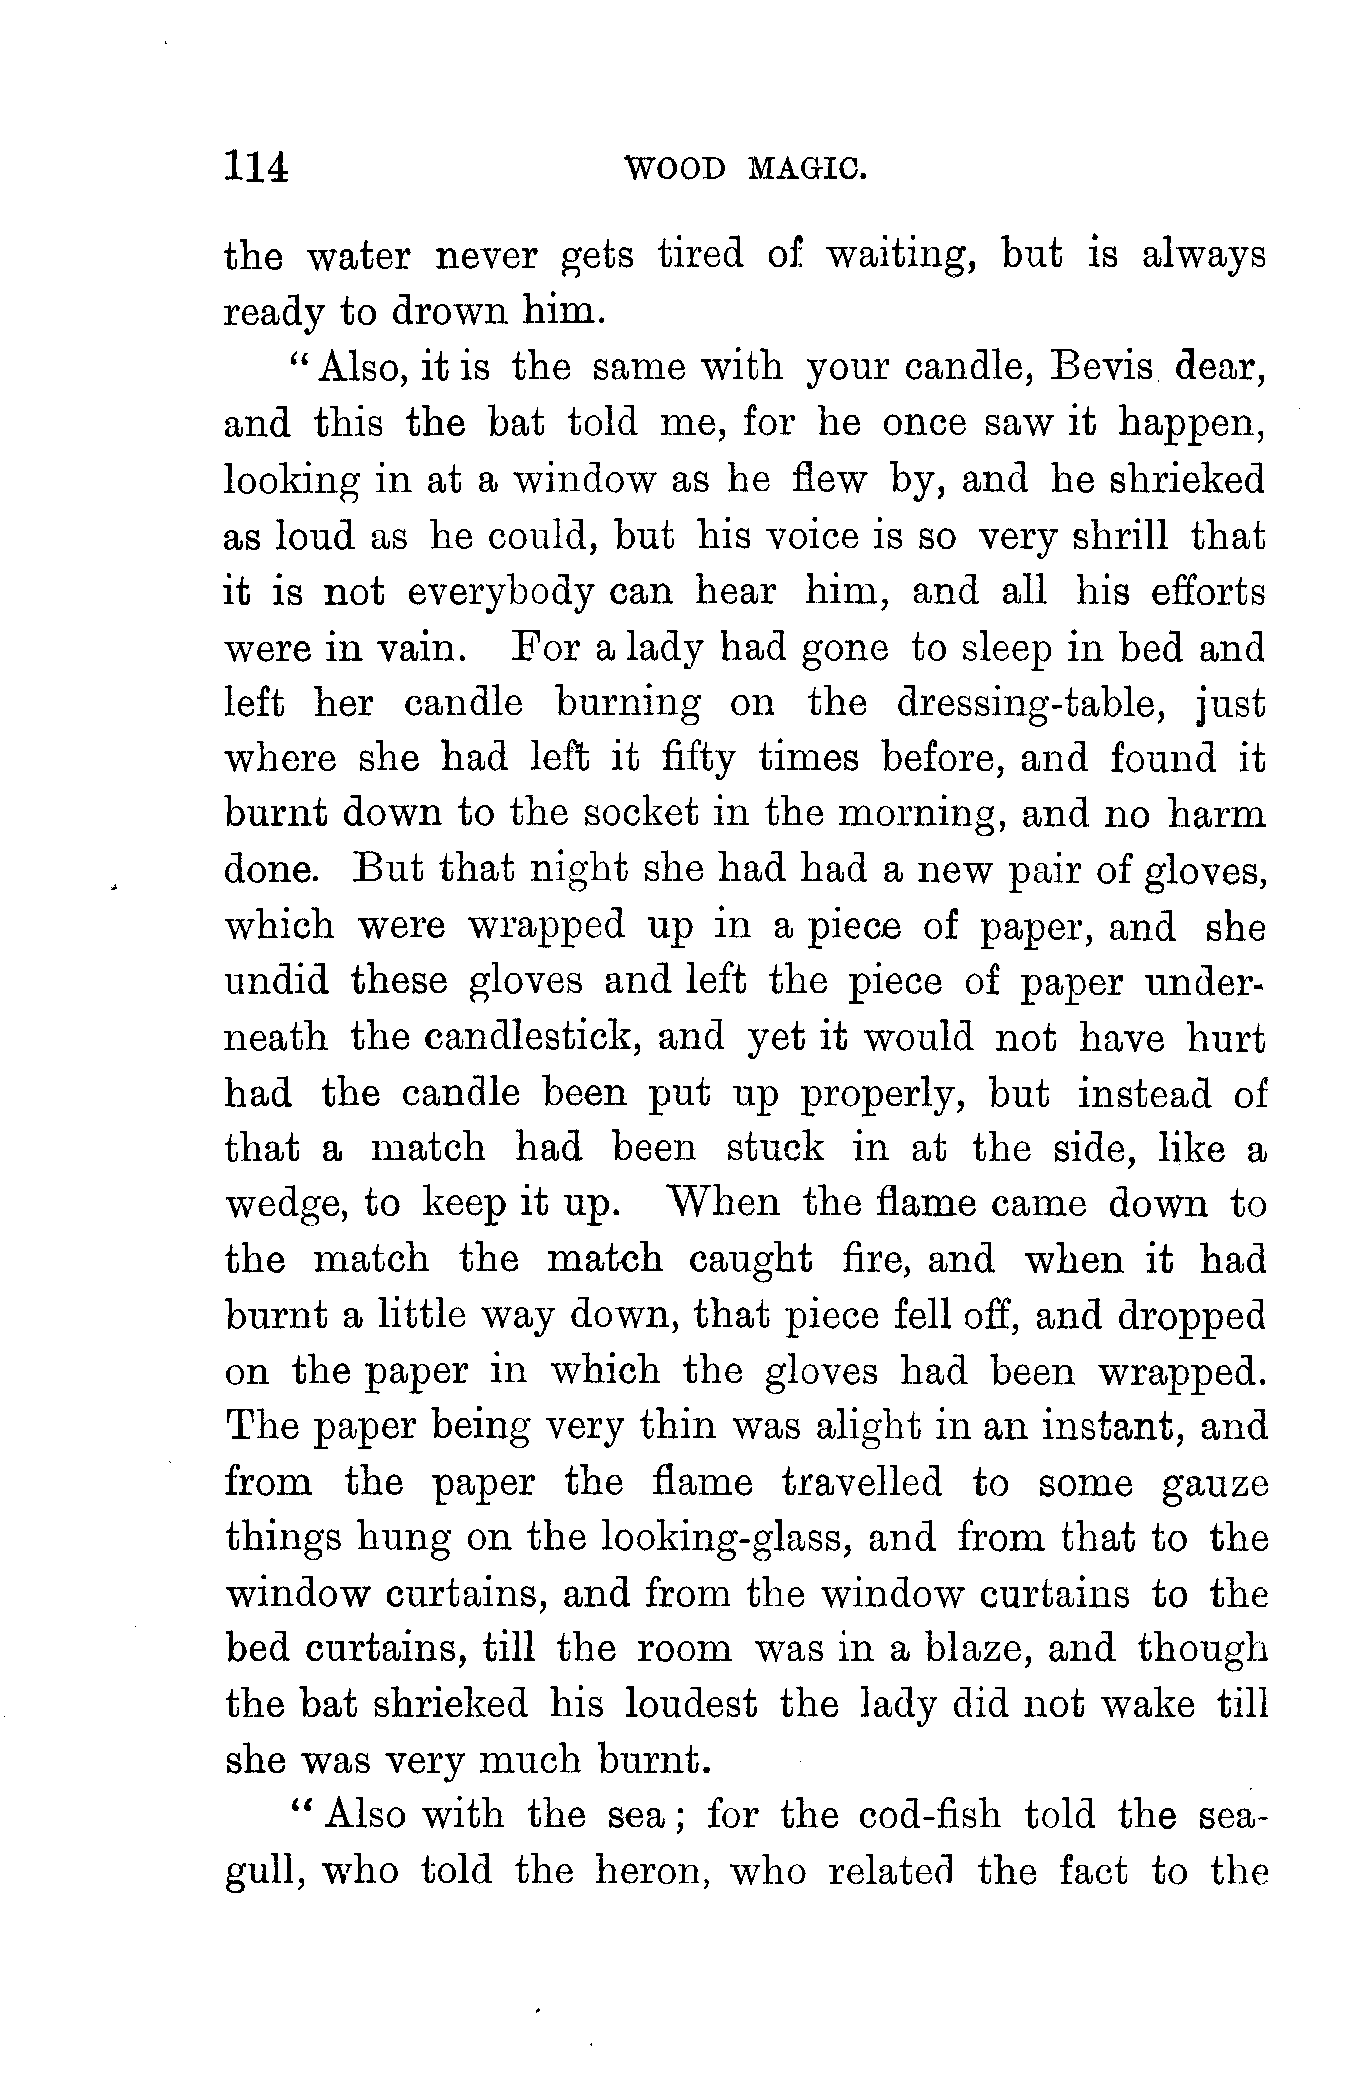 114 WOOD MAGIC.
the water never gets tired of waiting, but is always
ready to drown him.
“ Also, it is the same with your candle, Bevis dear,
and this the bat told me, for he once saw it happen,
looking in at a window as he flew by, and he shrieked
as loud as he could, but his voice is so very shrill that
it is not everybody can hear him, and all his efforts
were in vain. For a lady had gone to sleep in bed and
left her candle burning on the dressing-table, just
where she had left it fifty times before, and found it
burnt down to the socket in the morning, and no harm
done. But that night she had had a new pair of gloves,
which were wrapped up in a piece of paper, and she
undid these gloves and left the piece of paper under-
neath the candlestick, and yet it would not have hurt
had the candle been put up properly, but instead of
that a match had been stuck in at the side, like a
wedge, to keep it up. When the flame came down to
the match the match caught fire, and when it had
burnt a little way down, that piece fell off, and dropped
on the paper in which the gloves had been wrapped.
The paper being very thin was alight in an instant, and
from the paper the flame travelled to some gauze
things hung on the looking-glass, and from that to the
window curtains, and from the window curtains to the
bed curtains, till the room was in a blaze, and though
the bat shrieked his loudest the lady did not wake till
she was very much burnt.
“ Also with the sea ; for the cod-fish told the sea-
gull, who told the heron, who related the fact to the